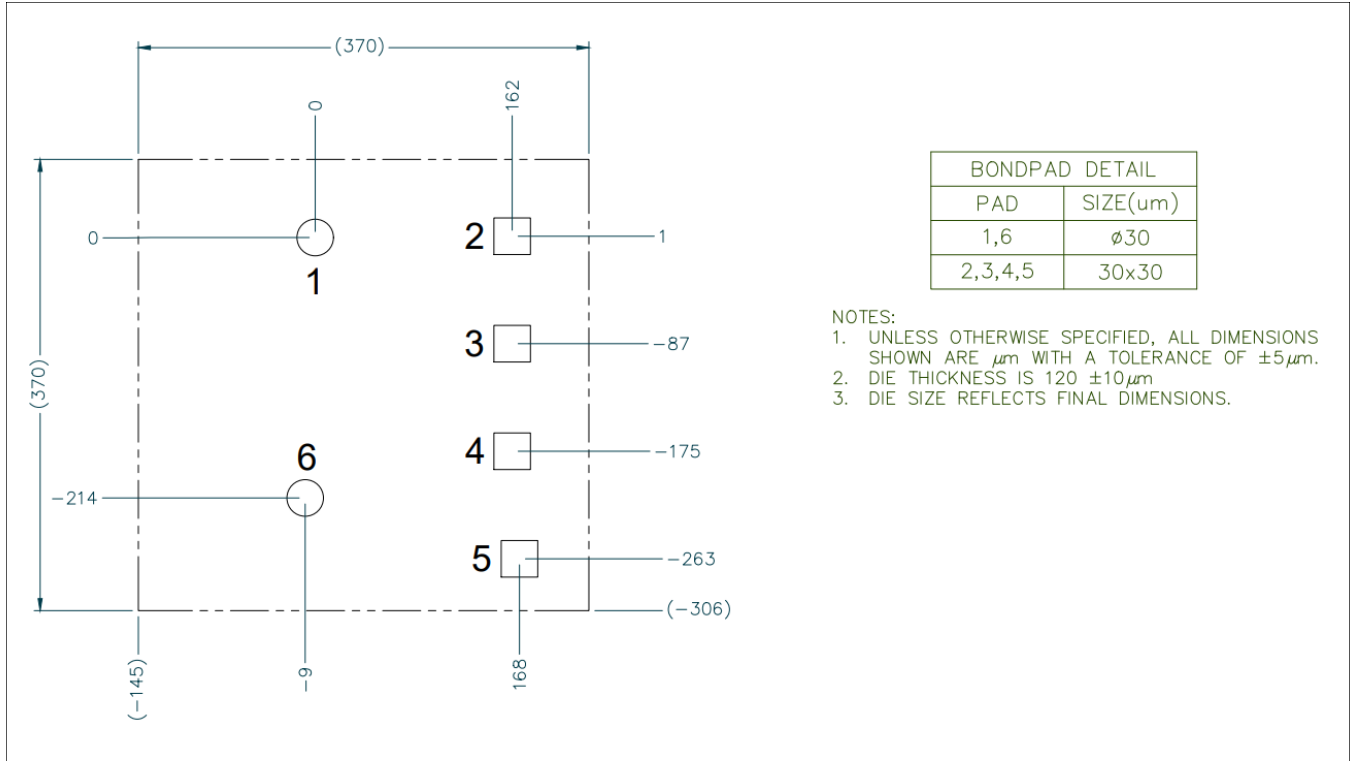 (370)
0
162
0
2
1
1
3
-87
(370)
4
-175
6
-214
5
-263
(-306)
(-145)
-9
168
BONDPAD DETAIL
PAD SIZE(um)
1,6 ⌀30
2,3,4,5 30x30
NOTES:
1. UNLESS OTHERWISE SPECIFIED, ALL DIMENSIONS
SHOWN ARE µm WITH A TOLERANCE OF ±5µm.
2. DIE THICKNESS IS 120 ±10µm
3. DIE SIZE REFLECTS FINAL DIMENSIONS.